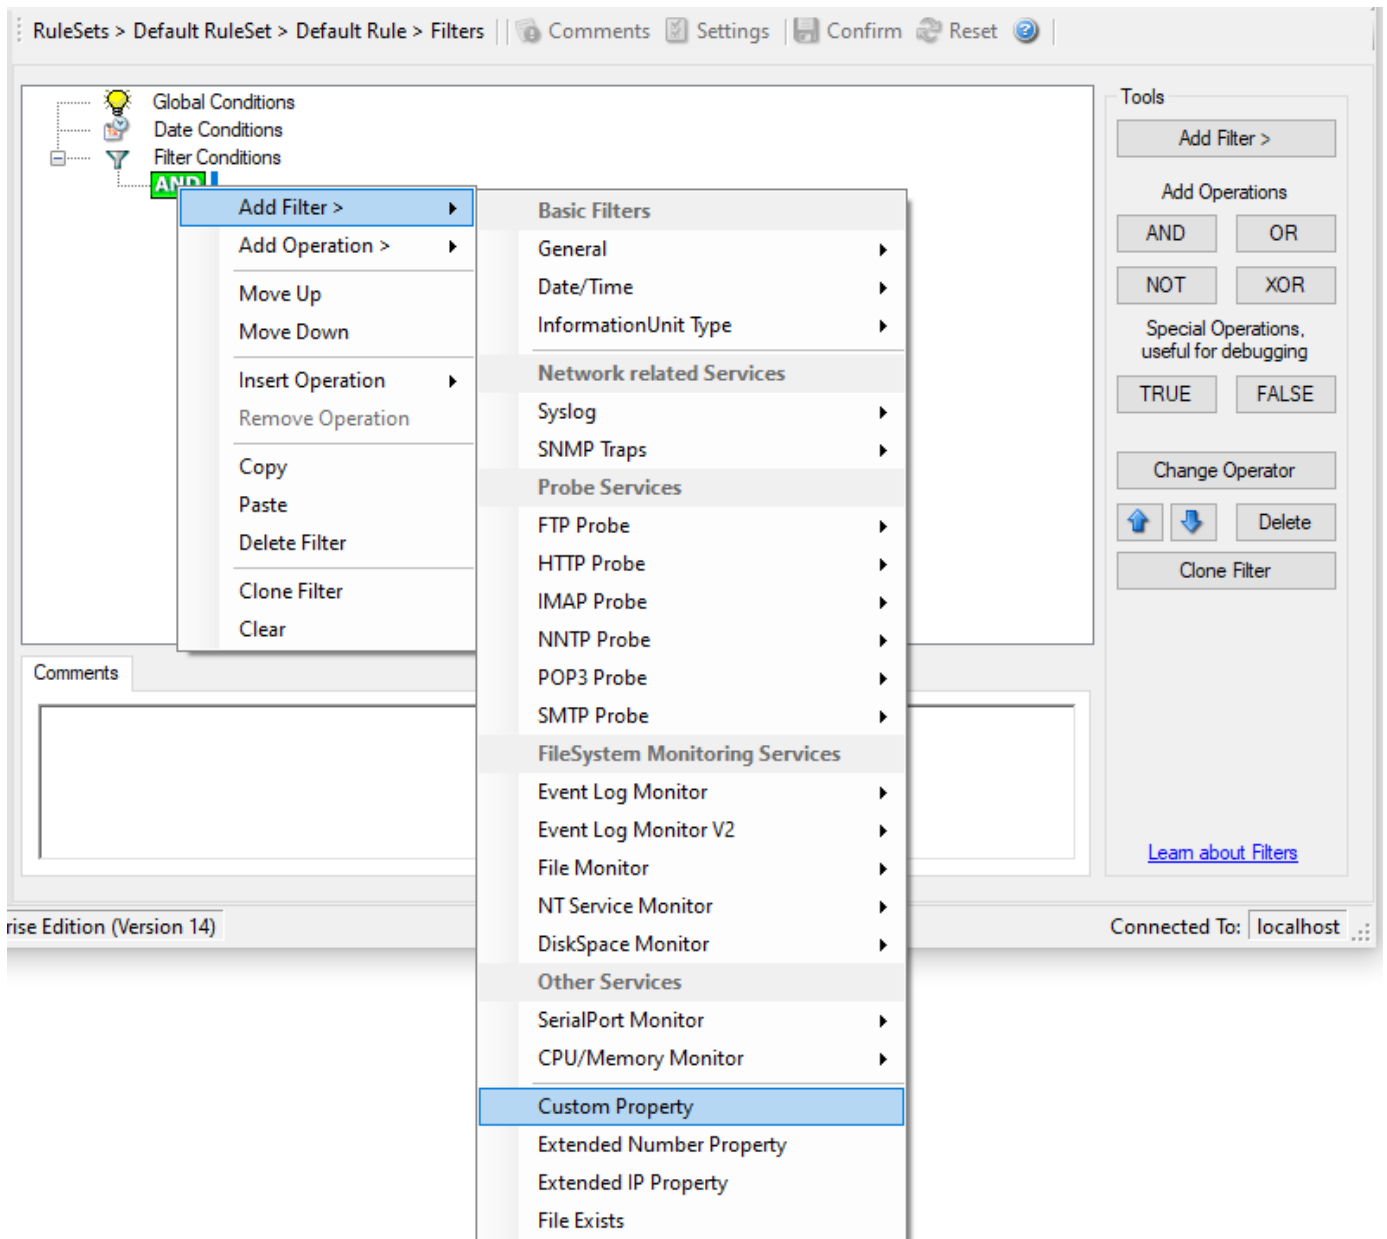 RuleSets > Default RuleSet > Default Rule > Filters Comments Settings Confirm Reset
Global Conditions
Date Conditions
Filter Conditions
AND
Add Filter >
Add Operation >
Move Up
Move Down
Insert Operation
Remove Operation
Copy
Paste
Delete Filter
Clone Filter
Clear
Basic Filters
General
Date/Time
InformationUnit Type
Network related Services
Syslog
SNMP Traps
Probe Services
FTP Probe
HTTP Probe
IMAP Probe
NNTP Probe
POP3 Probe
SMTP Probe
FileSystem Monitoring Services
Event Log Monitor
Event Log Monitor V2
File Monitor
NT Service Monitor
DiskSpace Monitor
Other Services
SerialPort Monitor
CPU/Memory Monitor
Custom Property
Extended Number Property
Extended IP Property
File Exists
Tools
Add Filter >
Add Operations
AND OR
NOT XOR
Special Operations,
useful for debugging
TRUE FALSE
Change Operator
Delete
Clone Filter
Learn about Filters
Comments
rise Edition (Version 14)
Connected To: localhost